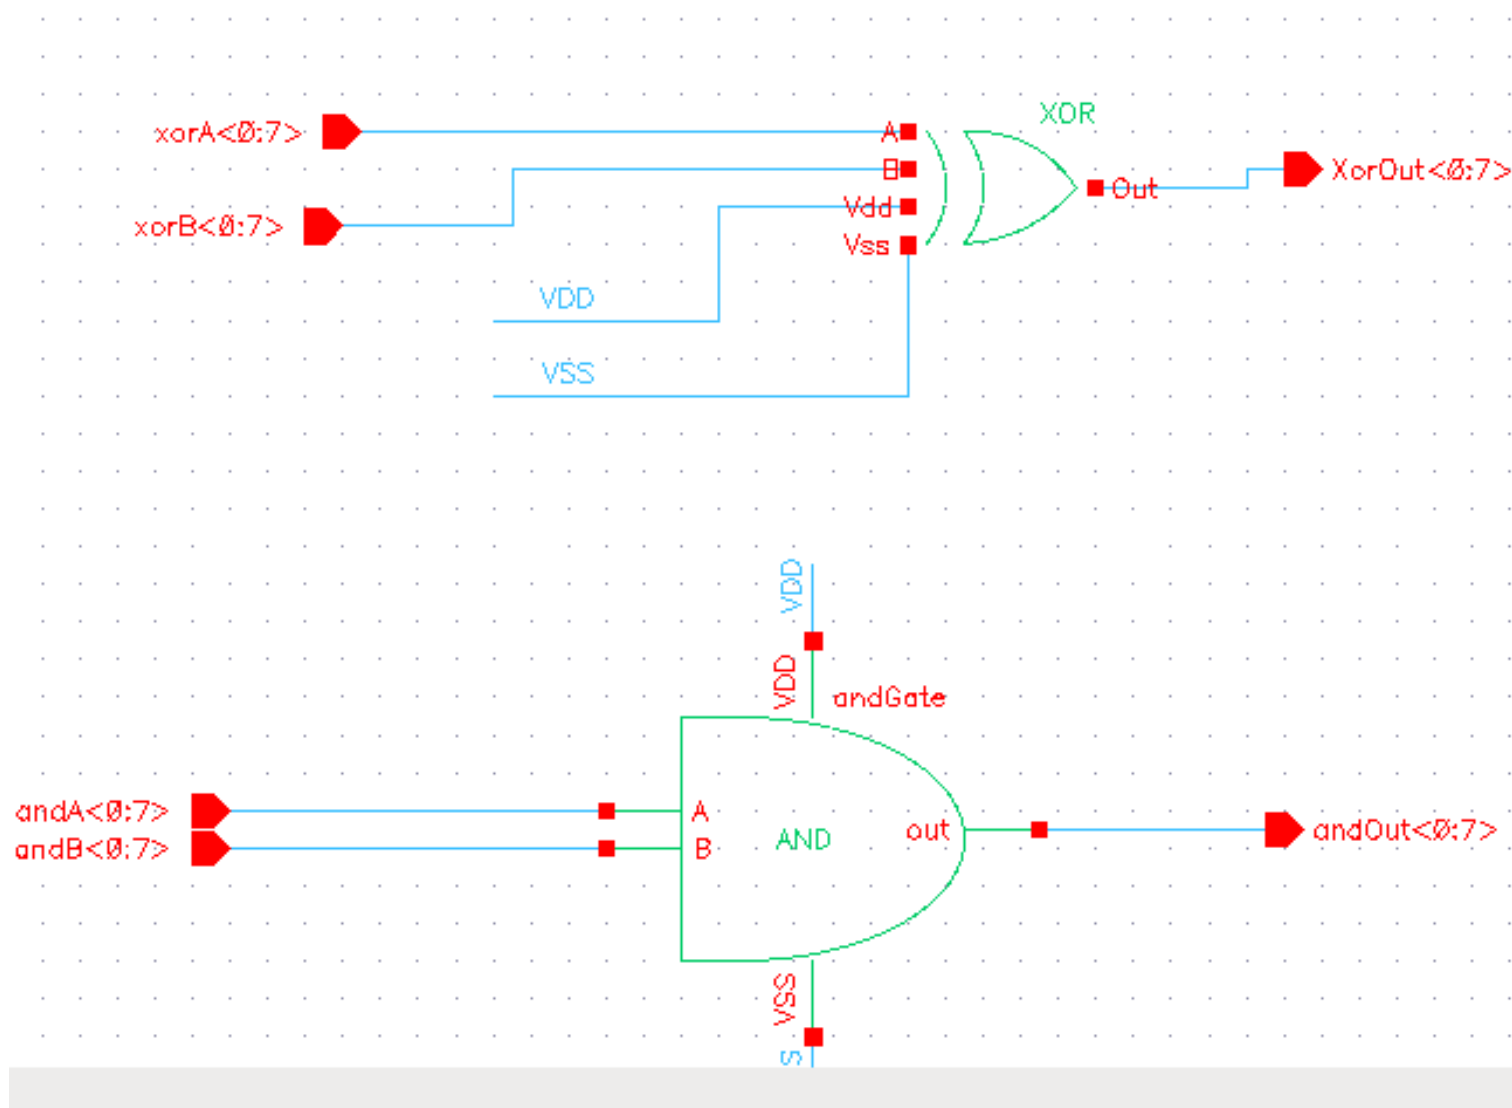 XOR
xorA<0:7>
A
B
XorOut<0:7>
Out
Vdd
xorB<0:7>
Vss
VDD
VSS
VDD
VDD
andGate
andA<0:7>
A
out
andOut<0:7>
AND
andB<0:7>
B
VSS
S